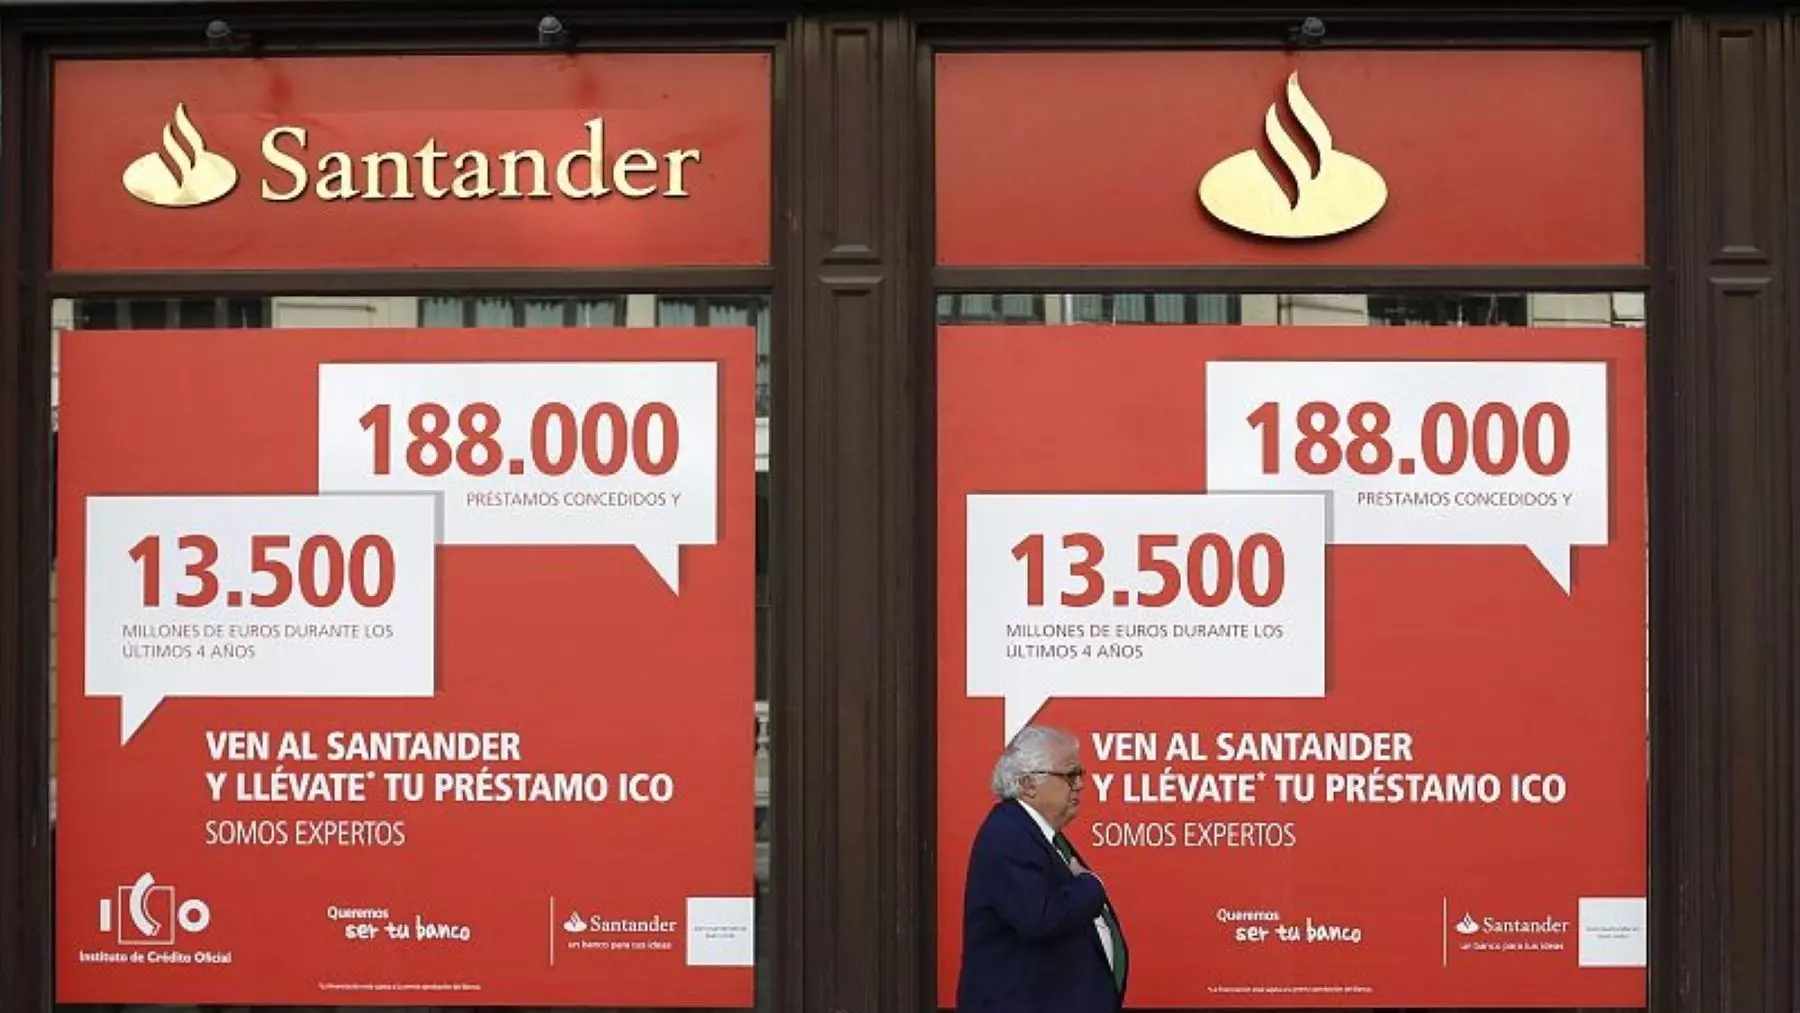 Santander
188.000
PRÉSTAMOS CONCEDIDOS Y
13.500
MILLONES DE EUROS DURANTE LOS
ÚLTIMOS 4 AÑOS
VEN AL SANTANDER
Y LLÉVATE* TU PRÉSTAMO ICO
SOMOS EXPERTOS
ICO
Instituto de Crédito Oficial
Queremos
ser tu banco
Santander
un banco para tus ideas
188.000
PRÉSTAMOS CONCEDIDOS Y
13.500
MILLONES DE EUROS DURANTE LOS
ÚLTIMOS 4 AÑOS
VEN AL SANTANDER
Y LLÉVATE* TU PRÉSTAMO ICO
SOMOS EXPERTOS
Queremos
ser tu banco
Santander
un banco para tus ideas